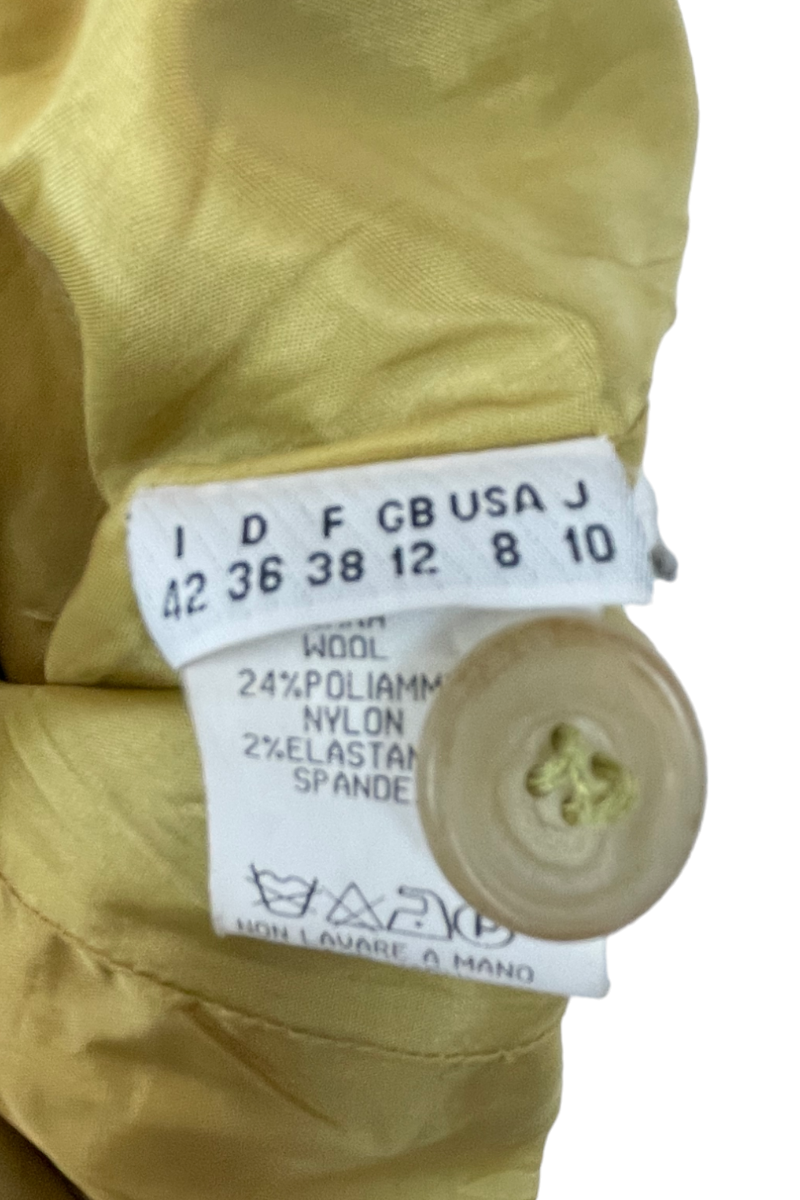 I D F GB USA J
42 36 38 12 8 10
WOOL
24%POLIAMM
NYLON
2%ELASTAN
SPANDE
P
NON LAVARE A MANO